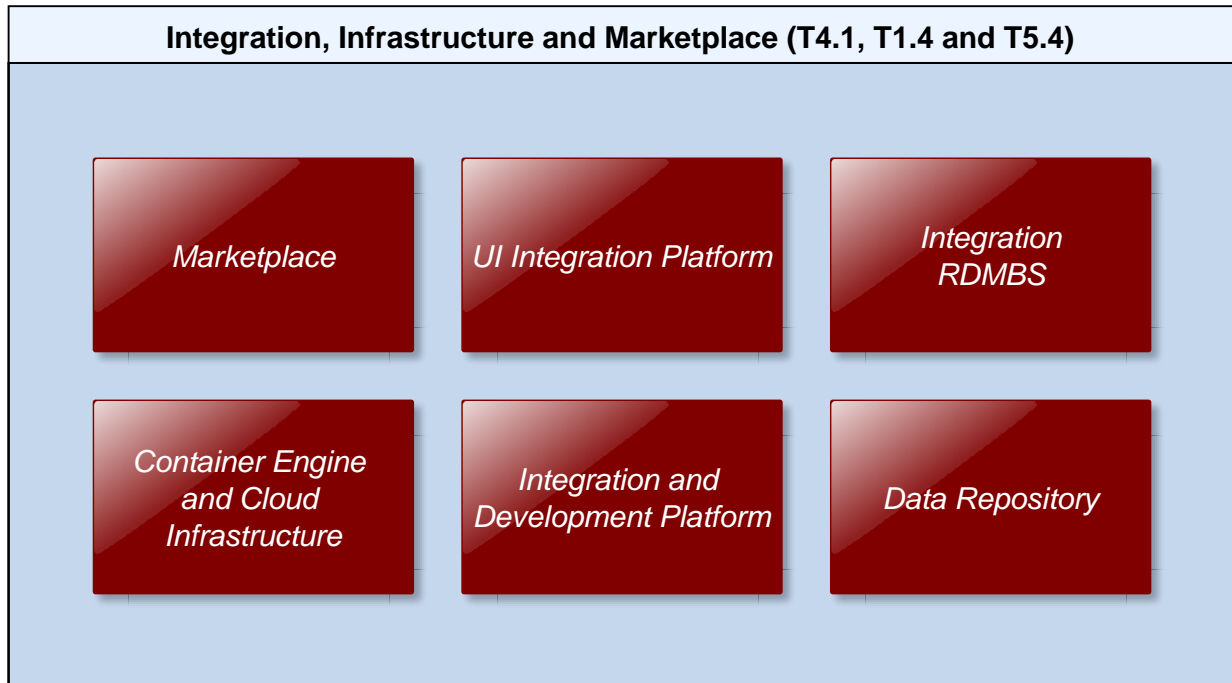 Integration, Infrastructure and Marketplace (T4.1, T1.4 and T5.4)
Marketplace
UI Integration Platform
Integration
RDMBS
Container Engine
and Cloud
Infrastructure
Integration and
Development Platform
Data Repository